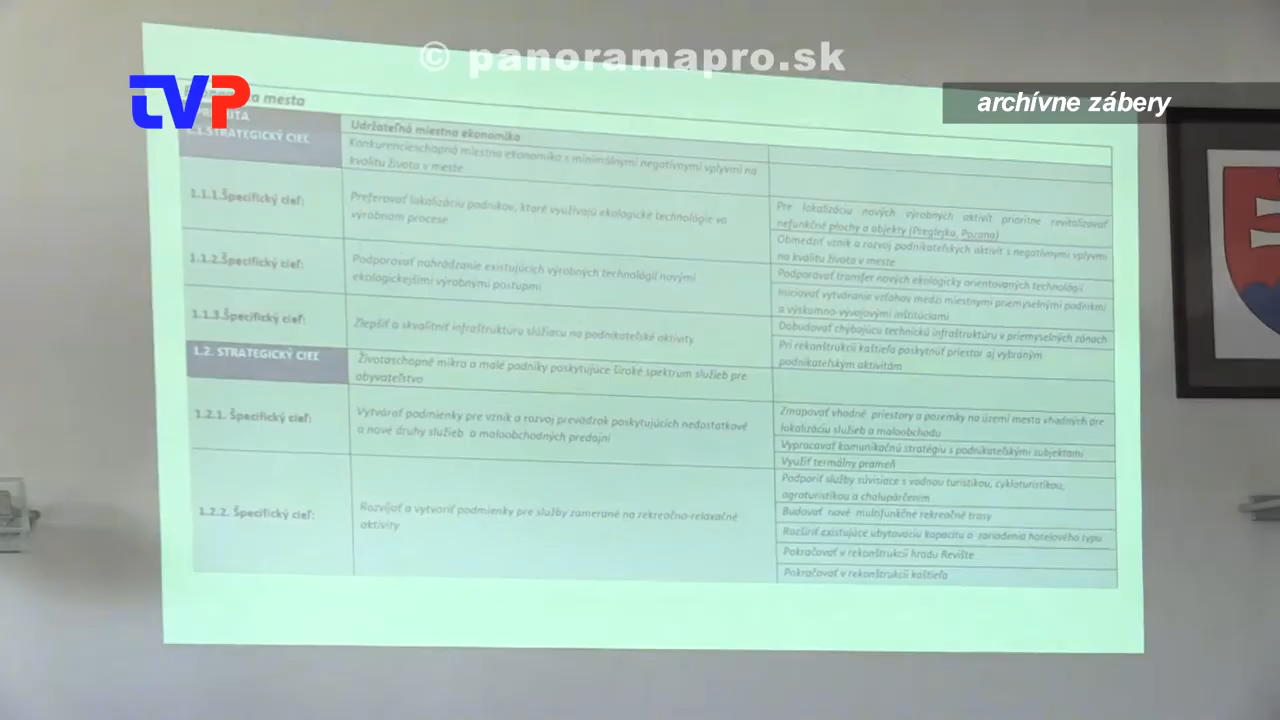 © panoramapro.sk
TVP
archívne zábery
a mesta
1.1.STRATEGICKÝ CIEĽ
Udržateľná miestna ekonomika
Konkurencieschopná miestna ekonomika s minimálnymi negatívnymi vplyvmi na
kvalitu života v meste
1.1.1.Špecifický cieľ:
Preferovať lokalizáciu podnikov, ktoré využívajú ekologické technológie vo
výrobnom procese
Pre lokalizáciu nových výrobných aktivít prioritne revitalizovať
nefunkčné plochy a objekty (Preglejka, Pozana)
Obmedziť vznik a rozvoj podnikateľských aktivít s negatívnymi vplyvmi
na kvalitu života v meste
1.1.2.Špecifický cieľ:
Podporovať nahrádzanie existujúcich výrobných technológií novými
ekologickejšími výrobnými postupmi
Podporovať transfer nových ekologicky orientovaných technológií
Iniciovať vytváranie vzťahov medzi miestnymi priemyselnými podnikmi
a výskumno-vývojovými inštitúciami
1.1.3.Špecifický cieľ:
Zlepšiť a skvalitniť infraštruktúru slúžiacu na podnikateľské aktivity
Dobudovať chýbajúcu technickú infraštruktúru v priemyselných zónach
Pri rekonštrukcii kaštieľa poskytnúť priestor aj vybraným
podnikateľským aktivitám
1.2. STRATEGICKÝ CIEĽ
Životaschopné mikro a malé podniky poskytujúce široké spektrum služieb pre
obyvateľstvo
1.2.1. Špecifický cieľ:
Vytvárať podmienky pre vznik a rozvoj prevádzok poskytujúcich nedostatkové
a nové druhy služieb a maloobchodných predajní
Zmapovať vhodné priestory a pozemky na území mesta vhodných pre
lokalizáciu služieb a maloobchodu
Vypracovať komunikačnú stratégiu s podnikateľskými subjektami
Využiť termálny prameň
1.2.2. Špecifický cieľ:
Rozvíjať a vytvoriť podmienky pre služby zamerané na rekreačno-relaxačné
aktivity
Podporiť služby súvisiace s vodnou turistikou, cykloturistikou,
agroturistikou a chalupárčením
Budovať nové multifunkčné rekreačné trasy
Rozšíriť existujúce ubytovaciu kapacitu o zariadenia hotelového typu
Pokračovať v rekonštrukcii hradu Revište
Pokračovať v rekonštrukcii kaštieľa